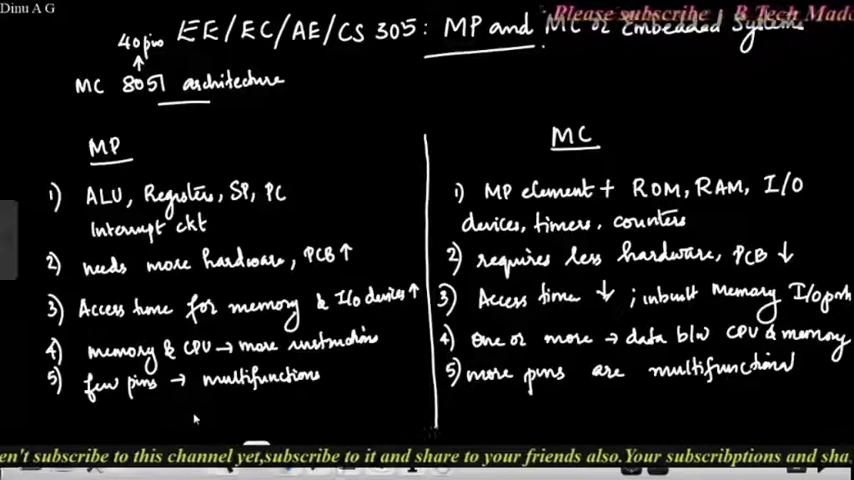 Dinu A G
Please subscribe ! B Tech Made
EE/EC/AE/CS 305: MP and MC or Embedded Systems
40 pin
↑
MC 8051 architecture
MP
1) ALU, Registers, SP, PC
Interrupt ckt
2) needs more hardware, PCB ↑
3) Access time for memory & I/O devices ↑
4) memory & CPU → more instructions
5) few pins → multifunctions
MC
1) MP element + ROM, RAM, I/O
devices, timers, counters
2) requires less hardware, PCB ↓
3) Access time ↓ ; inbuilt Memory I/O ports
4) One or more → data b/w CPU & memory
5) more pins are multifunctional
en't subscribe to this channel yet,subscribe to it and share to your friends also.Your subscribptions and sha